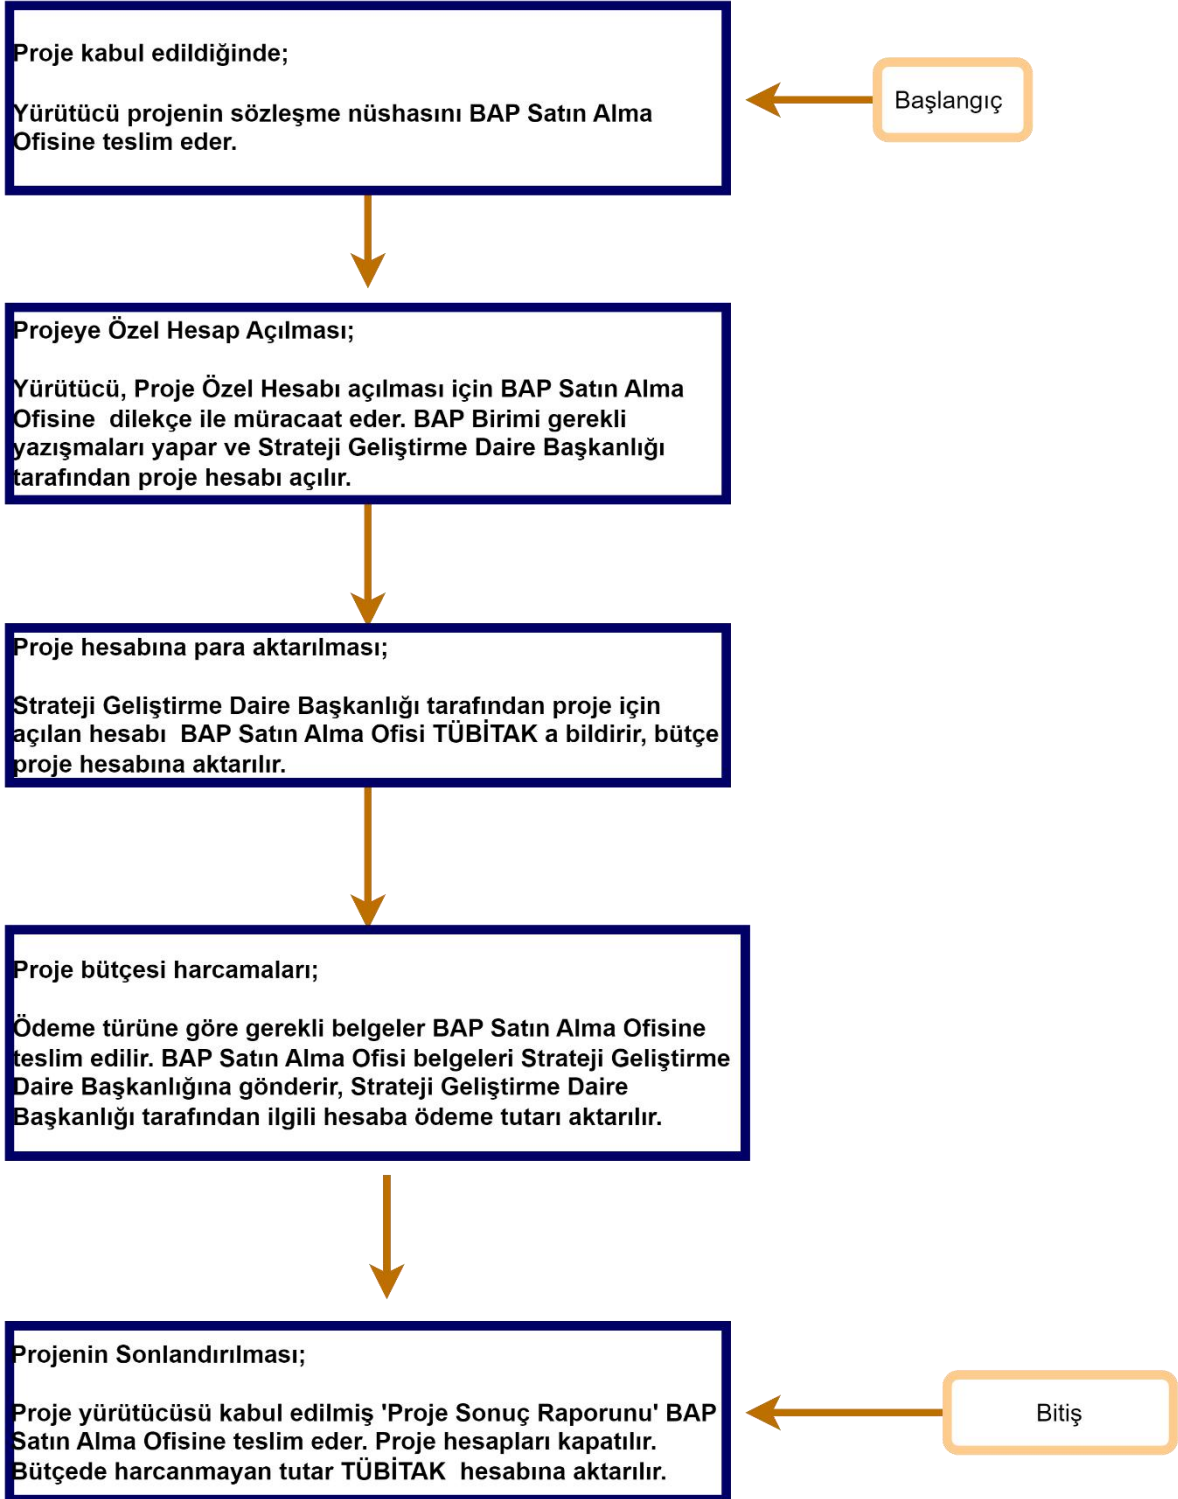 Proje kabul edildiğinde;
Başlangıç
Yürütücü projenin sözleşme nüshasını BAP Satın Alma
Ofisine teslim eder.
Projeye Özel Hesap Açılması;
Yürütücü, Proje Özel Hesabı açılması için BAP Satın Alma
Ofisine  dilekçe ile müracaat eder. BAP Birimi gerekli
yazışmaları yapar ve Strateji Geliştirme Daire Başkanlığı
tarafından proje hesabı açılır.
Proje hesabına para aktarılması;
Strateji Geliştirme Daire Başkanlığı tarafından proje için
açılan hesabı  BAP Satın Alma Ofisi TÜBİTAK a bildirir, bütçe
proje hesabına aktarılır.
Proje bütçesi harcamaları;
Ödeme türüne göre gerekli belgeler BAP Satın Alma Ofisine
teslim edilir. BAP Satın Alma Ofisi belgeleri Strateji Geliştirme
Daire Başkanlığına gönderir, Strateji Geliştirme Daire
Başkanlığı tarafından ilgili hesaba ödeme tutarı aktarılır.
Projenin Sonlandırılması;
Proje yürütücüsü kabul edilmiş 'Proje Sonuç Raporunu' BAP
Satın Alma Ofisine teslim eder. Proje hesapları kapatılır.
Bütçede harcanmayan tutar TÜBİTAK  hesabına aktarılır.
Bitiş